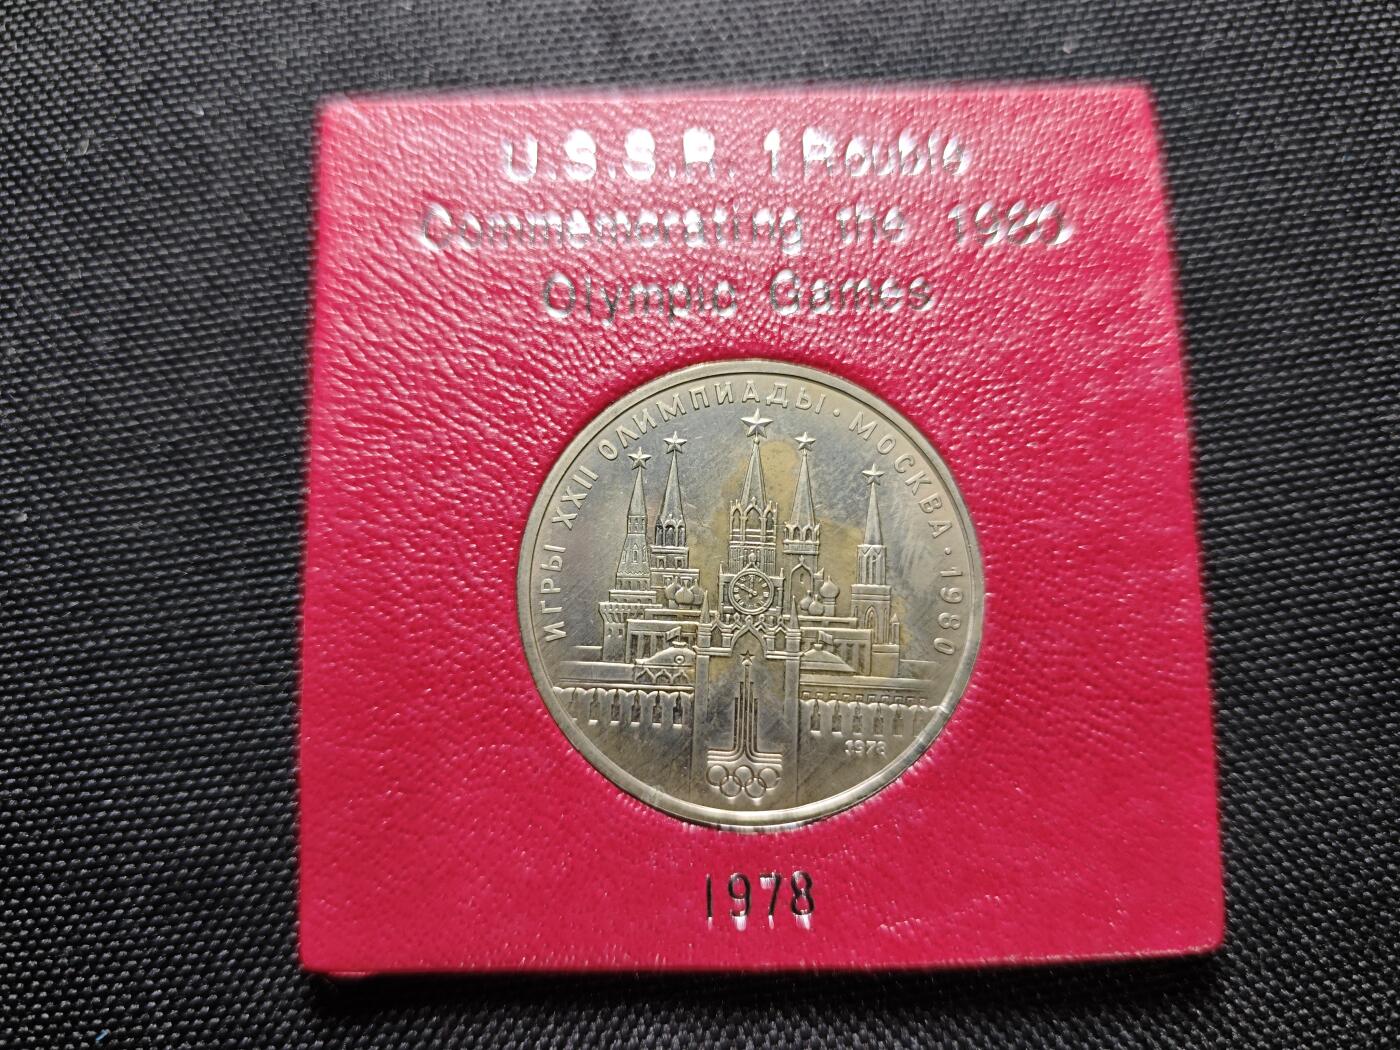 U.S.S.R. 1 Rouble
Commemorating the 1980
Olympic Games
ИГРЫ XXII ОЛИМПИАДЫ · МОСКВА · 1980
1978
1978